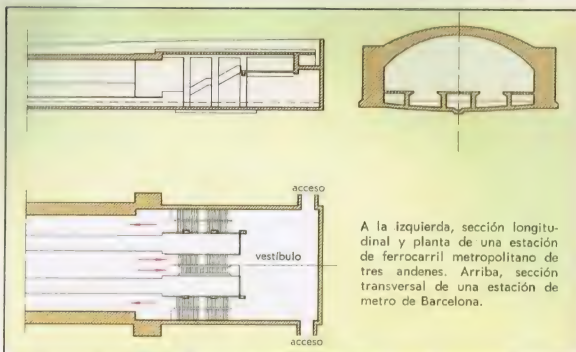 acceso
vestíbulo
acceso
A la izquierda, sección longitu-
dinal y planta de una estación
de ferrocarril metropolitano de
tres andenes. Arriba, sección
transversal de una estación de
metro de Barcelona.